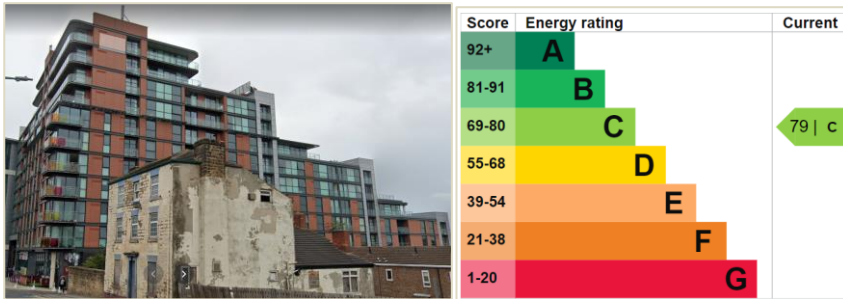 Score Energy rating Current
92+ A
81-91 B
69-80 C 79 | C
55-68 D
39-54 E
21-38 F
1-20 G